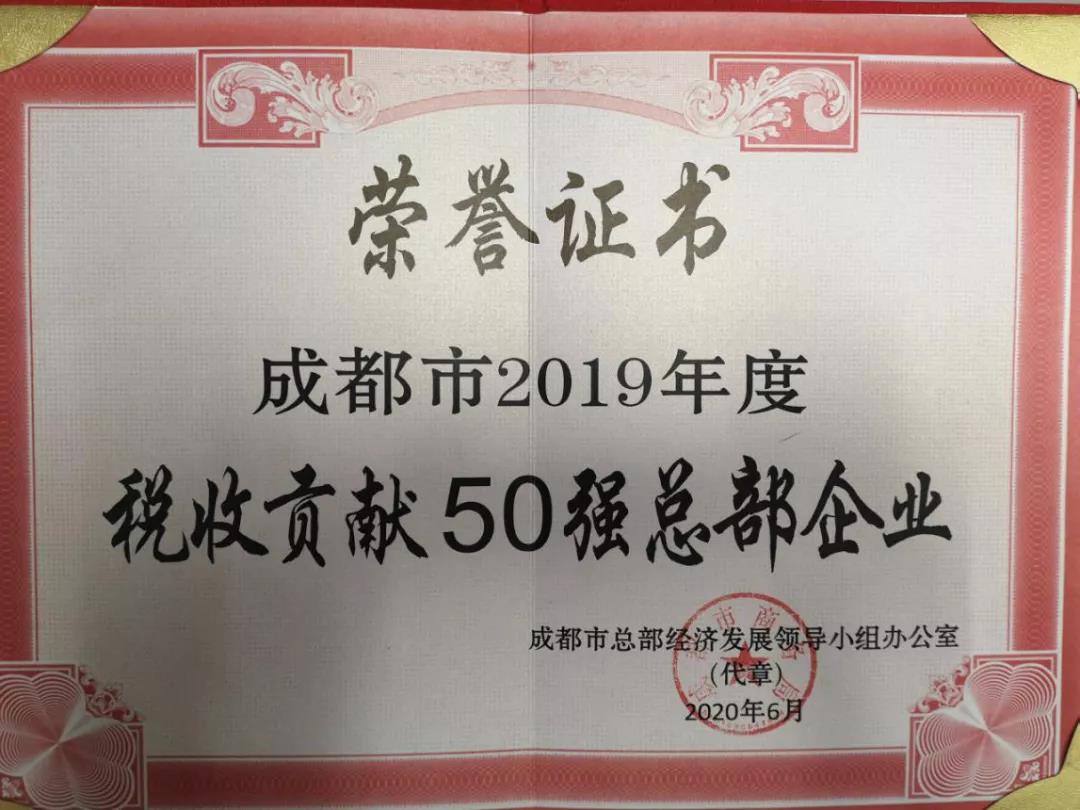 荣誉证书
成都市2019年度
税收贡献50强总部企业
成都市总部经济发展领导小组办公室
（代章）
2020年6月